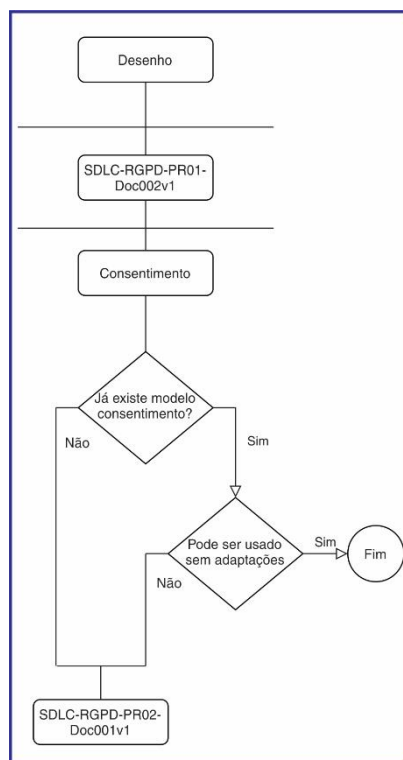 Desenho
SDLC-RGPD-PR01-
Doc002v1
Consentimento
Já existe modelo
consentimento?
Não
Sim
Pode ser usado
sem adaptações
Sim
Fim
Não
SDLC-RGPD-PR02-
Doc001v1